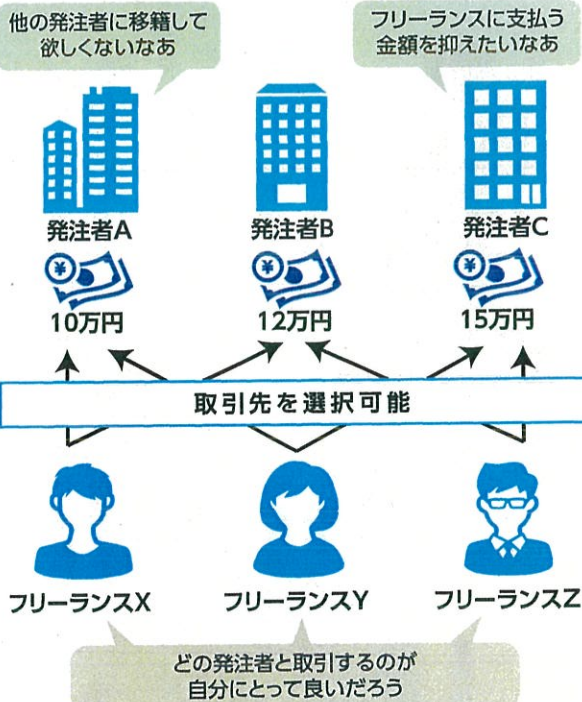 他の発注者に移籍して
欲しくないなあ
フリーランスに支払う
金額を抑えたいなあ
発注者A
発注者B
発注者C
¥
¥
¥
10万円
12万円
15万円
取引先を選択可能
フリーランスX
フリーランスY
フリーランスZ
どの発注者と取引するのが
自分にとって良いだろう